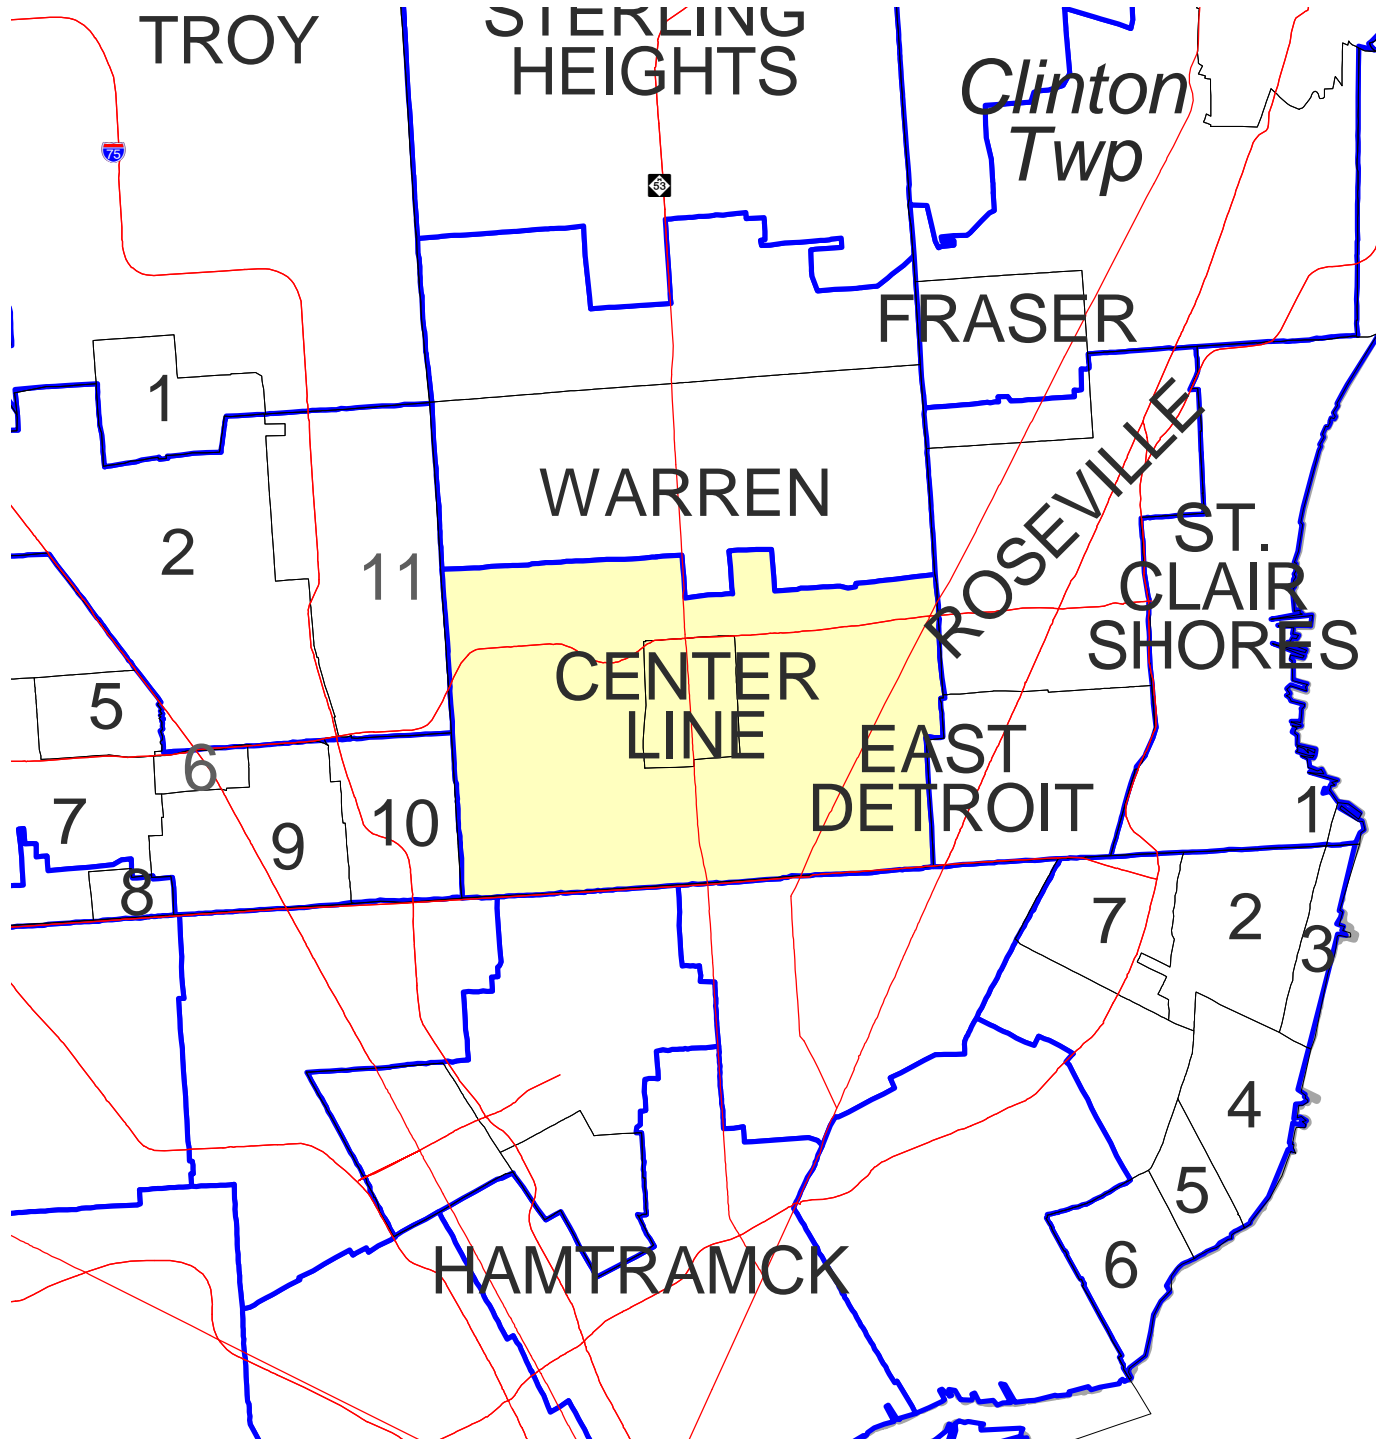 TROY
STERLING
HEIGHTS
Clinton
Twp
75
53
FRASER
1
WARREN
ROSEVILLE
2
11
ST.
CLAIR
SHORES
CENTER
LINE
5
6
EAST
DETROIT
7
9
10
8
1
7
2
3
4
5
6
HAMTRAMCK